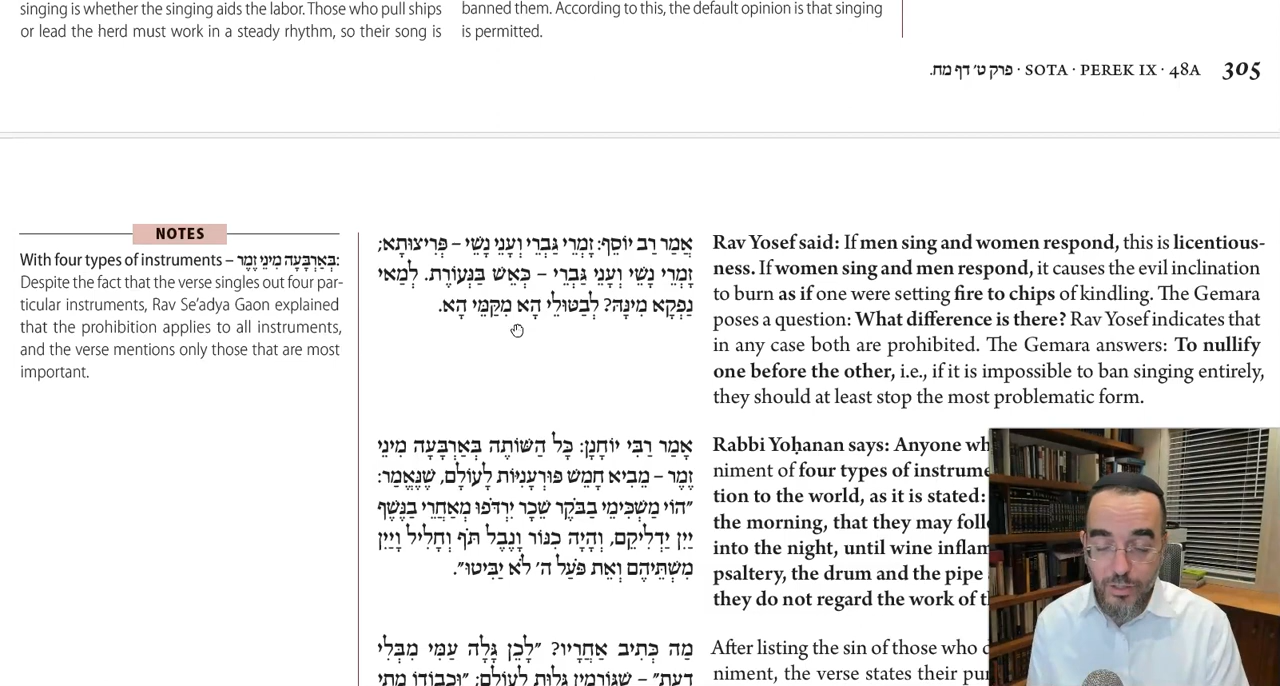 singing is whether the singing aids the labor. Those who pull ships
or lead the herd must work in a steady rhythm, so their song is
banned them. According to this, the default opinion is that singing
is permitted.
פרק ט׳ דף מח. · SOTA · PEREK IX · 48A 305
NOTES
With four types of instruments – בְּאַרְבָּעָה מִינֵי זֶמֶר:
Despite the fact that the verse singles out four par-
ticular instruments, Rav Se’adya Gaon explained
that the prohibition applies to all instruments,
and the verse mentions only those that are most
important.
אָמַר רַב יוֹסֵף: זָמְרִי גַּבְרֵי וְעָנֵי נָשֵׁי – פְּרִיצוּתָא;
זָמְרִי נָשֵׁי וְעָנֵי גַּבְרֵי – כְּאֵשׁ בַּנְּעוֹרֶת. לְמַאי
נָפְקָא מִינַּהּ? לְבַטּוֹלֵי הָא מִקַּמֵּי הָא.
Rav Yosef said: If men sing and women respond, this is licentious-
ness. If women sing and men respond, it causes the evil inclination
to burn as if one were setting fire to chips of kindling. The Gemara
poses a question: What difference is there? Rav Yosef indicates that
in any case both are prohibited. The Gemara answers: To nullify
one before the other, i.e., if it is impossible to ban singing entirely,
they should at least stop the most problematic form.
אָמַר רַבִּי יוֹחָנָן: כָּל הַשּׁוֹתֶה בְּאַרְבָּעָה מִינֵי
זֶמֶר – מֵבִיא חָמֵשׁ פּוּרְעָנִיּוֹת לָעוֹלָם, שֶׁנֶּאֱמַר:
״הוֹי מַשְׁכִּימֵי בַבֹּקֶר שֵׁכָר יִרְדֹּפוּ מְאַחֲרֵי בַנֶּשֶׁף
יַיִן יַדְלִיקֵם, וְהָיָה כִנּוֹר וָנֶבֶל תֹּף וְחָלִיל וָיַיִן
מִשְׁתֵּיהֶם וְאֵת פֹּעַל ה׳ לֹא יַבִּיטוּ״.
Rabbi Yoḥanan says: Anyone wh
niment of four types of instrume
tion to the world, as it is stated:
the morning, that they may foll
into the night, until wine inflam
psaltery, the drum and the pipe
they do not regard the work of t
מַה כְּתִיב אַחֲרָיו? ״לָכֵן גָּלָה עַמִּי מִבְּלִי
דָעַת״ – שֶׁגּוֹרְמִין גָּלוּת לָעוֹלָם; ״וּכְבוֹדוֹ מְתֵי
After listing the sin of those who d
niment, the verse states their pu